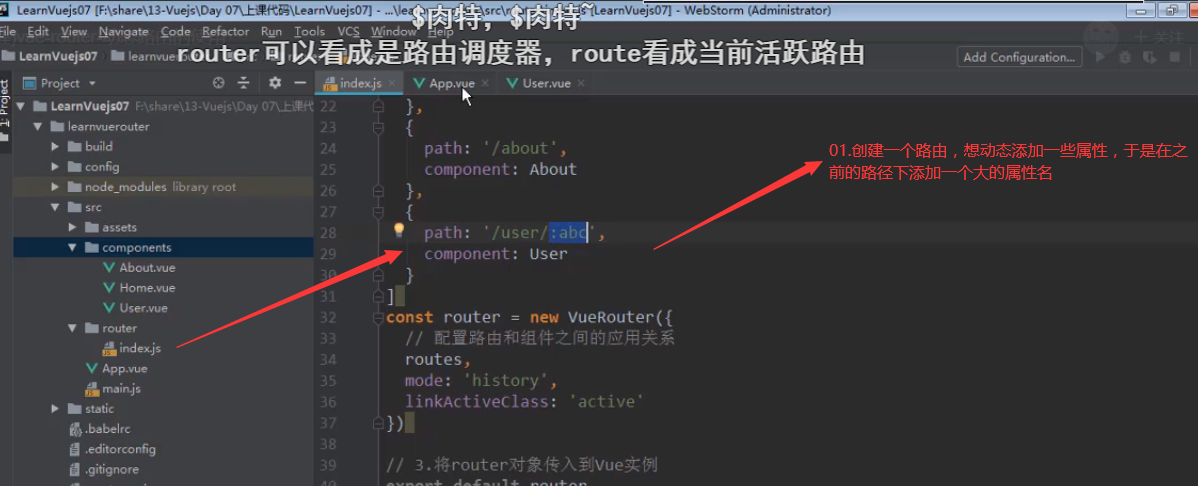 LearnVuejs07 [F:\share\13-Vuejs\Day 07\上课代码\LearnVuejs07] - ...\learnvuerouter\src\router\index.js [LearnVuejs07] - WebStorm (Administrator)
$肉特，$肉特~
File Edit View Navigate Code Refactor Run Tools VCS Window Help
router可以看成是路由调度器，route看成当前活跃路由
关注
LearnVuejs07
Add Configuration...
Project
index.js App.vue User.vue
1: Project
LearnVuejs07 F:\share\13-Vuejs\Day 07\上课代
learnvuerouter
build
config
node_modules library root
src
assets
components
About.vue
Home.vue
User.vue
router
index.js
App.vue
main.js
static
.babelrc
.editorconfig
.gitignore
22 },
23 {
24 path: '/about',
25 component: About
26 },
27 {
28 path: '/user/:abc',
29 component: User
30 }
31 ]
32 const router = new VueRouter({
33 // 配置路由和组件之间的应用关系
34 routes,
35 mode: 'history',
36 linkActiveClass: 'active'
37 })
38
39 // 3.将router对象传入到Vue实例
40 export default router
01.创建一个路由，想动态添加一些属性，于是在之
前的路径下添加一个大的属性名